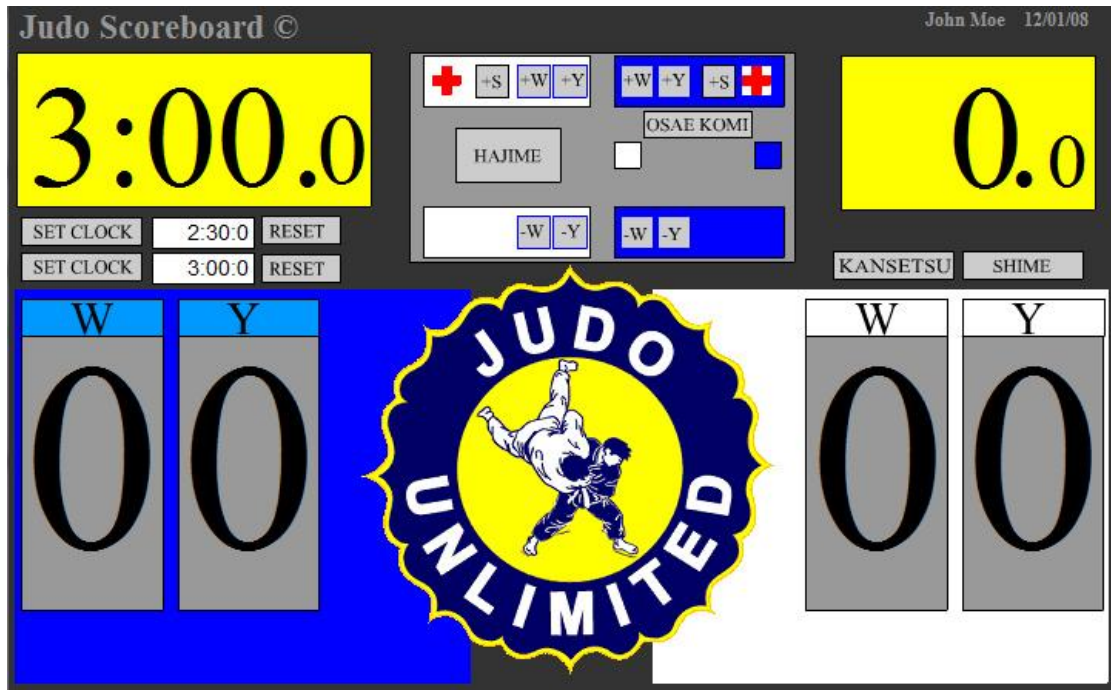 Judo Scoreboard ©
John Moe 12/01/08
3:00.0
+S +W +Y
+W +Y +S
0.0
HAJIME
OSAE KOMI
-W -Y
-W -Y
SET CLOCK 2:30:0 RESET
SET CLOCK 3:00:0 RESET
KANSETSU SHIME
W Y
0 0
JUDO
UNLIMITED
W Y
0 0